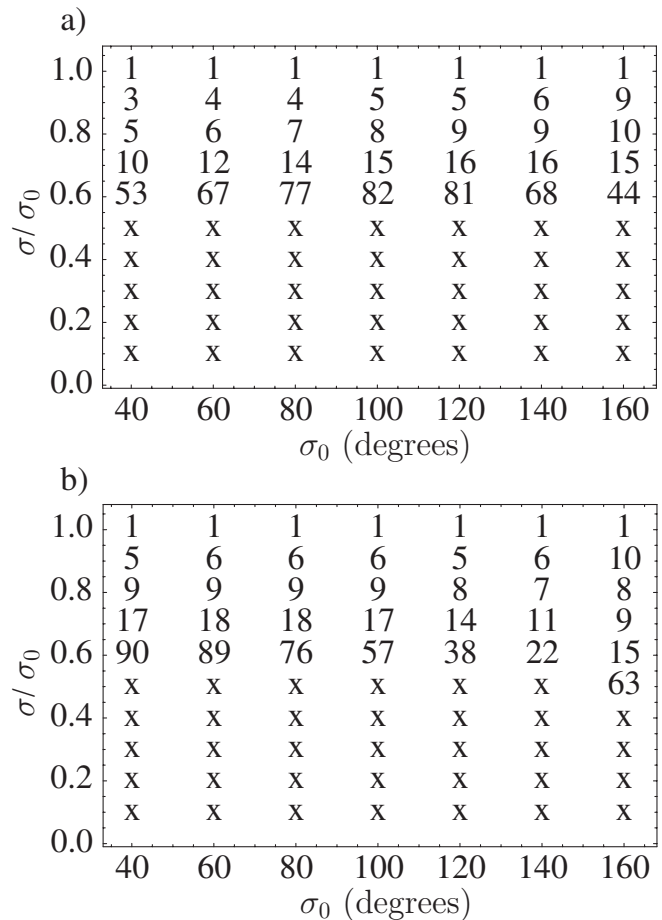 a)
1.0 1 1 1 1 1 1 1
3 4 4 5 5 6 9
0.8 5 6 7 8 9 9 10
10 12 14 15 16 16 15
0.6 53 67 77 82 81 68 44
x x x x x x x
0.4 x x x x x x x
x x x x x x x
0.2 x x x x x x x
x x x x x x x
0.0
σ/σ₀
40 60 80 100 120 140 160
σ₀ (degrees)
b)
1.0 1 1 1 1 1 1 1
5 6 6 6 5 6 10
0.8 9 9 9 9 8 7 8
17 18 18 17 14 11 9
0.6 90 89 76 57 38 22 15
x x x x x x 63
0.4 x x x x x x x
x x x x x x x
0.2 x x x x x x x
x x x x x x x
0.0
σ/σ₀
40 60 80 100 120 140 160
σ₀ (degrees)